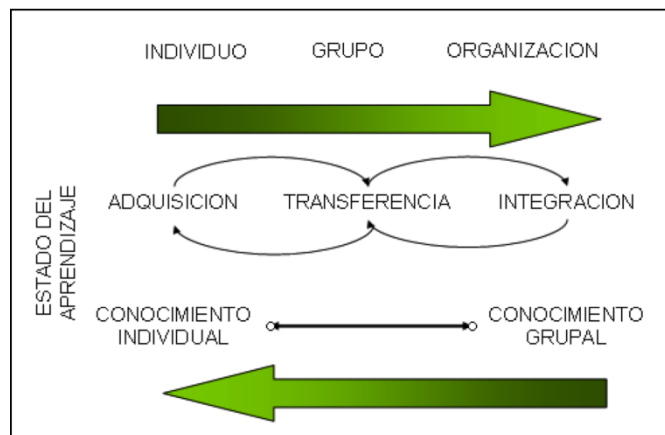 INDIVIDUO GRUPO ORGANIZACION
ESTADO DEL
APRENDIZAJE
ADQUISICION TRANSFERENCIA INTEGRACION
CONOCIMIENTO
INDIVIDUAL
CONOCIMIENTO
GRUPAL